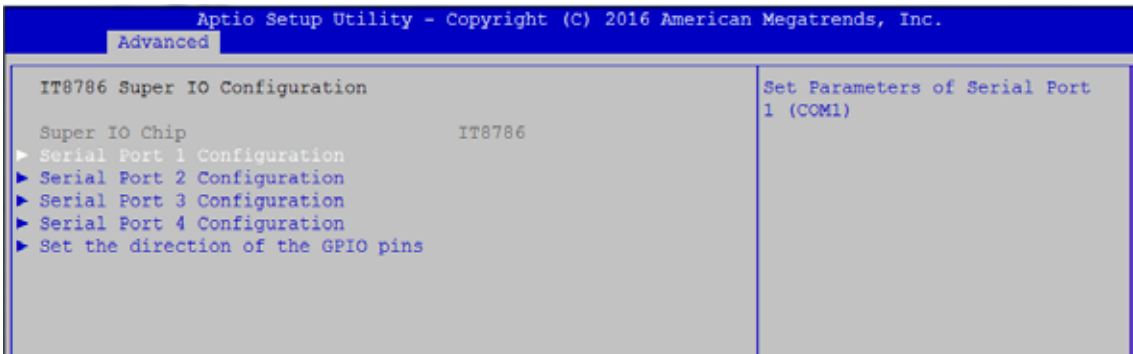 Aptio Setup Utility - Copyright (C) 2016 American Megatrends, Inc.
Advanced
IT8786 Super IO Configuration
Super IO Chip IT8786
► Serial Port 1 Configuration
► Serial Port 2 Configuration
► Serial Port 3 Configuration
► Serial Port 4 Configuration
► Set the direction of the GPIO pins
Set Parameters of Serial Port
1 (COM1)